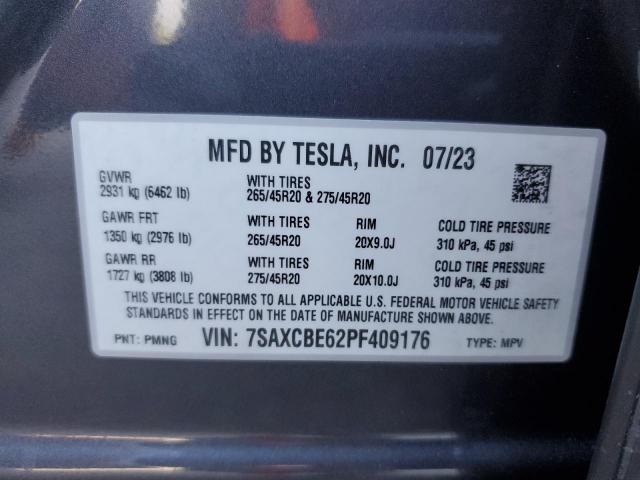 MFD BY TESLA, INC. 07/23
GVWR WITH TIRES
2931 kg (6462 lb) 265/45R20 & 275/45R20
GAWR FRT WITH TIRES RIM COLD TIRE PRESSURE
1350 kg (2976 lb) 265/45R20 20X9.0J 310 kPa, 45 psi
GAWR RR WITH TIRES RIM COLD TIRE PRESSURE
1727 kg (3808 lb) 275/45R20 20X10.0J 310 kPa, 45 psi
THIS VEHICLE CONFORMS TO ALL APPLICABLE U.S. FEDERAL MOTOR VEHICLE SAFETY
STANDARDS IN EFFECT ON THE DATE OF MANUFACTURE SHOWN ABOVE.
PNT: PMNG VIN: 7SAXCBE62PF409176 TYPE: MPV